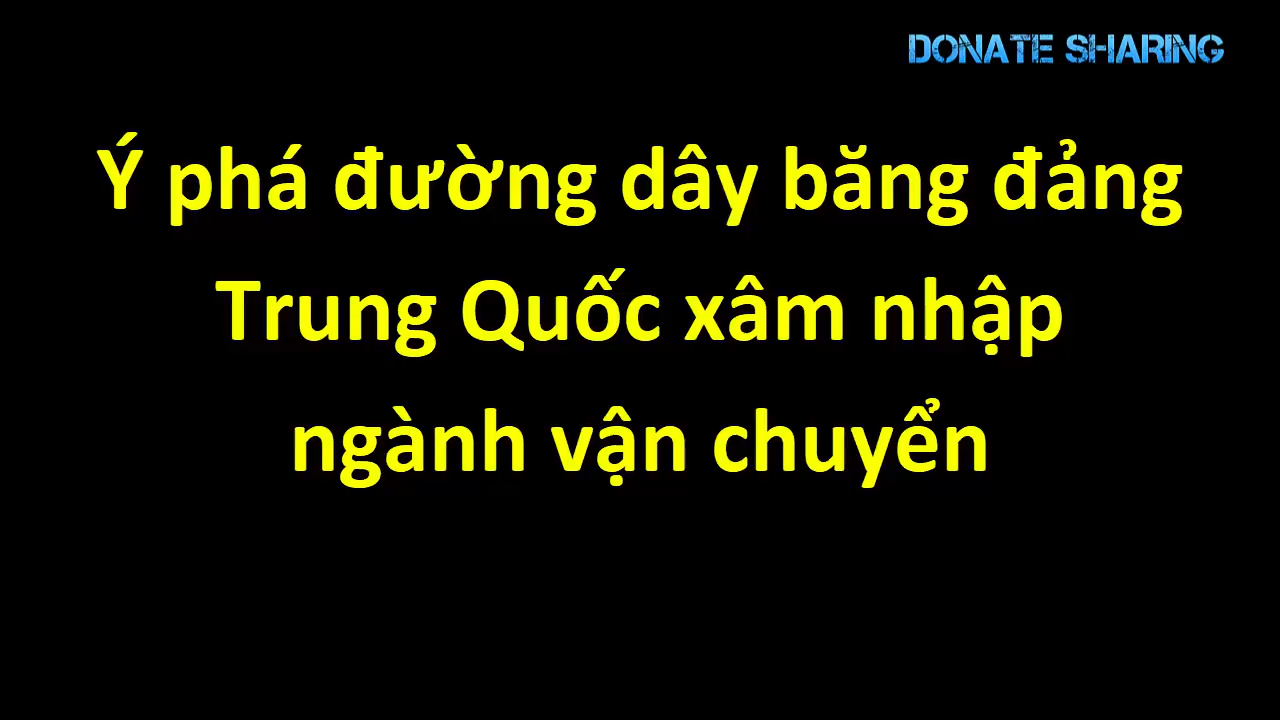 DONATE SHARING
Ý phá đường dây băng đảng
Trung Quốc xâm nhập
ngành vận chuyển